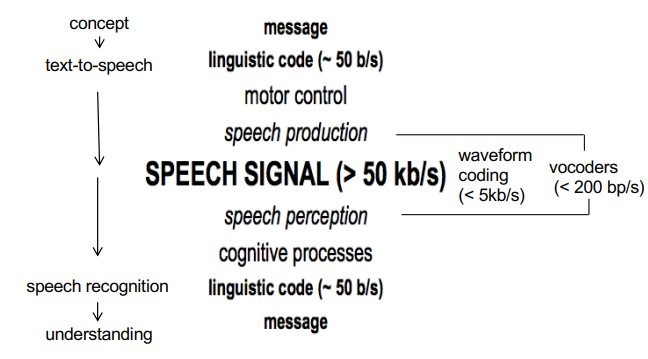 concept
message
text-to-speech
linguistic code (~ 50 b/s)
motor control
speech production
SPEECH SIGNAL (> 50 kb/s)
waveform
coding
(< 5kb/s)
vocoders
(< 200 bp/s)
speech perception
cognitive processes
speech recognition
linguistic code (~ 50 b/s)
message
understanding